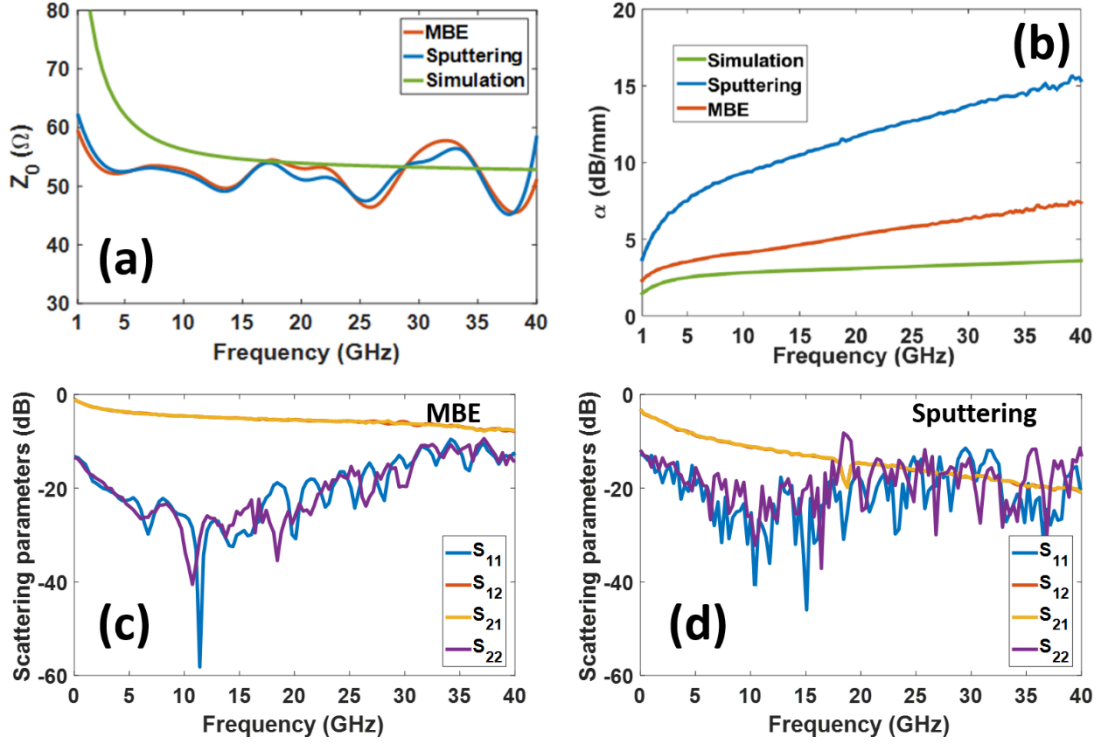 80
70
60
50
40
30
Z0 (Ω)
MBE
Sputtering
Simulation
(a)
1 5 10 15 20 25 30 35 40
Frequency (GHz)
20
15
10
5
0
α (dB/mm)
(b)
Simulation
Sputtering
MBE
1 5 10 15 20 25 30 35 40
Frequency (GHz)
0
-20
-40
-60
Scattering parameters (dB)
MBE
(c)
S11
S12
S21
S22
0 5 10 15 20 25 30 35 40
Frequency (GHz)
0
-20
-40
-60
Scattering parameters (dB)
Sputtering
(d)
S11
S12
S21
S22
0 5 10 15 20 25 30 35 40
Frequency (GHz)